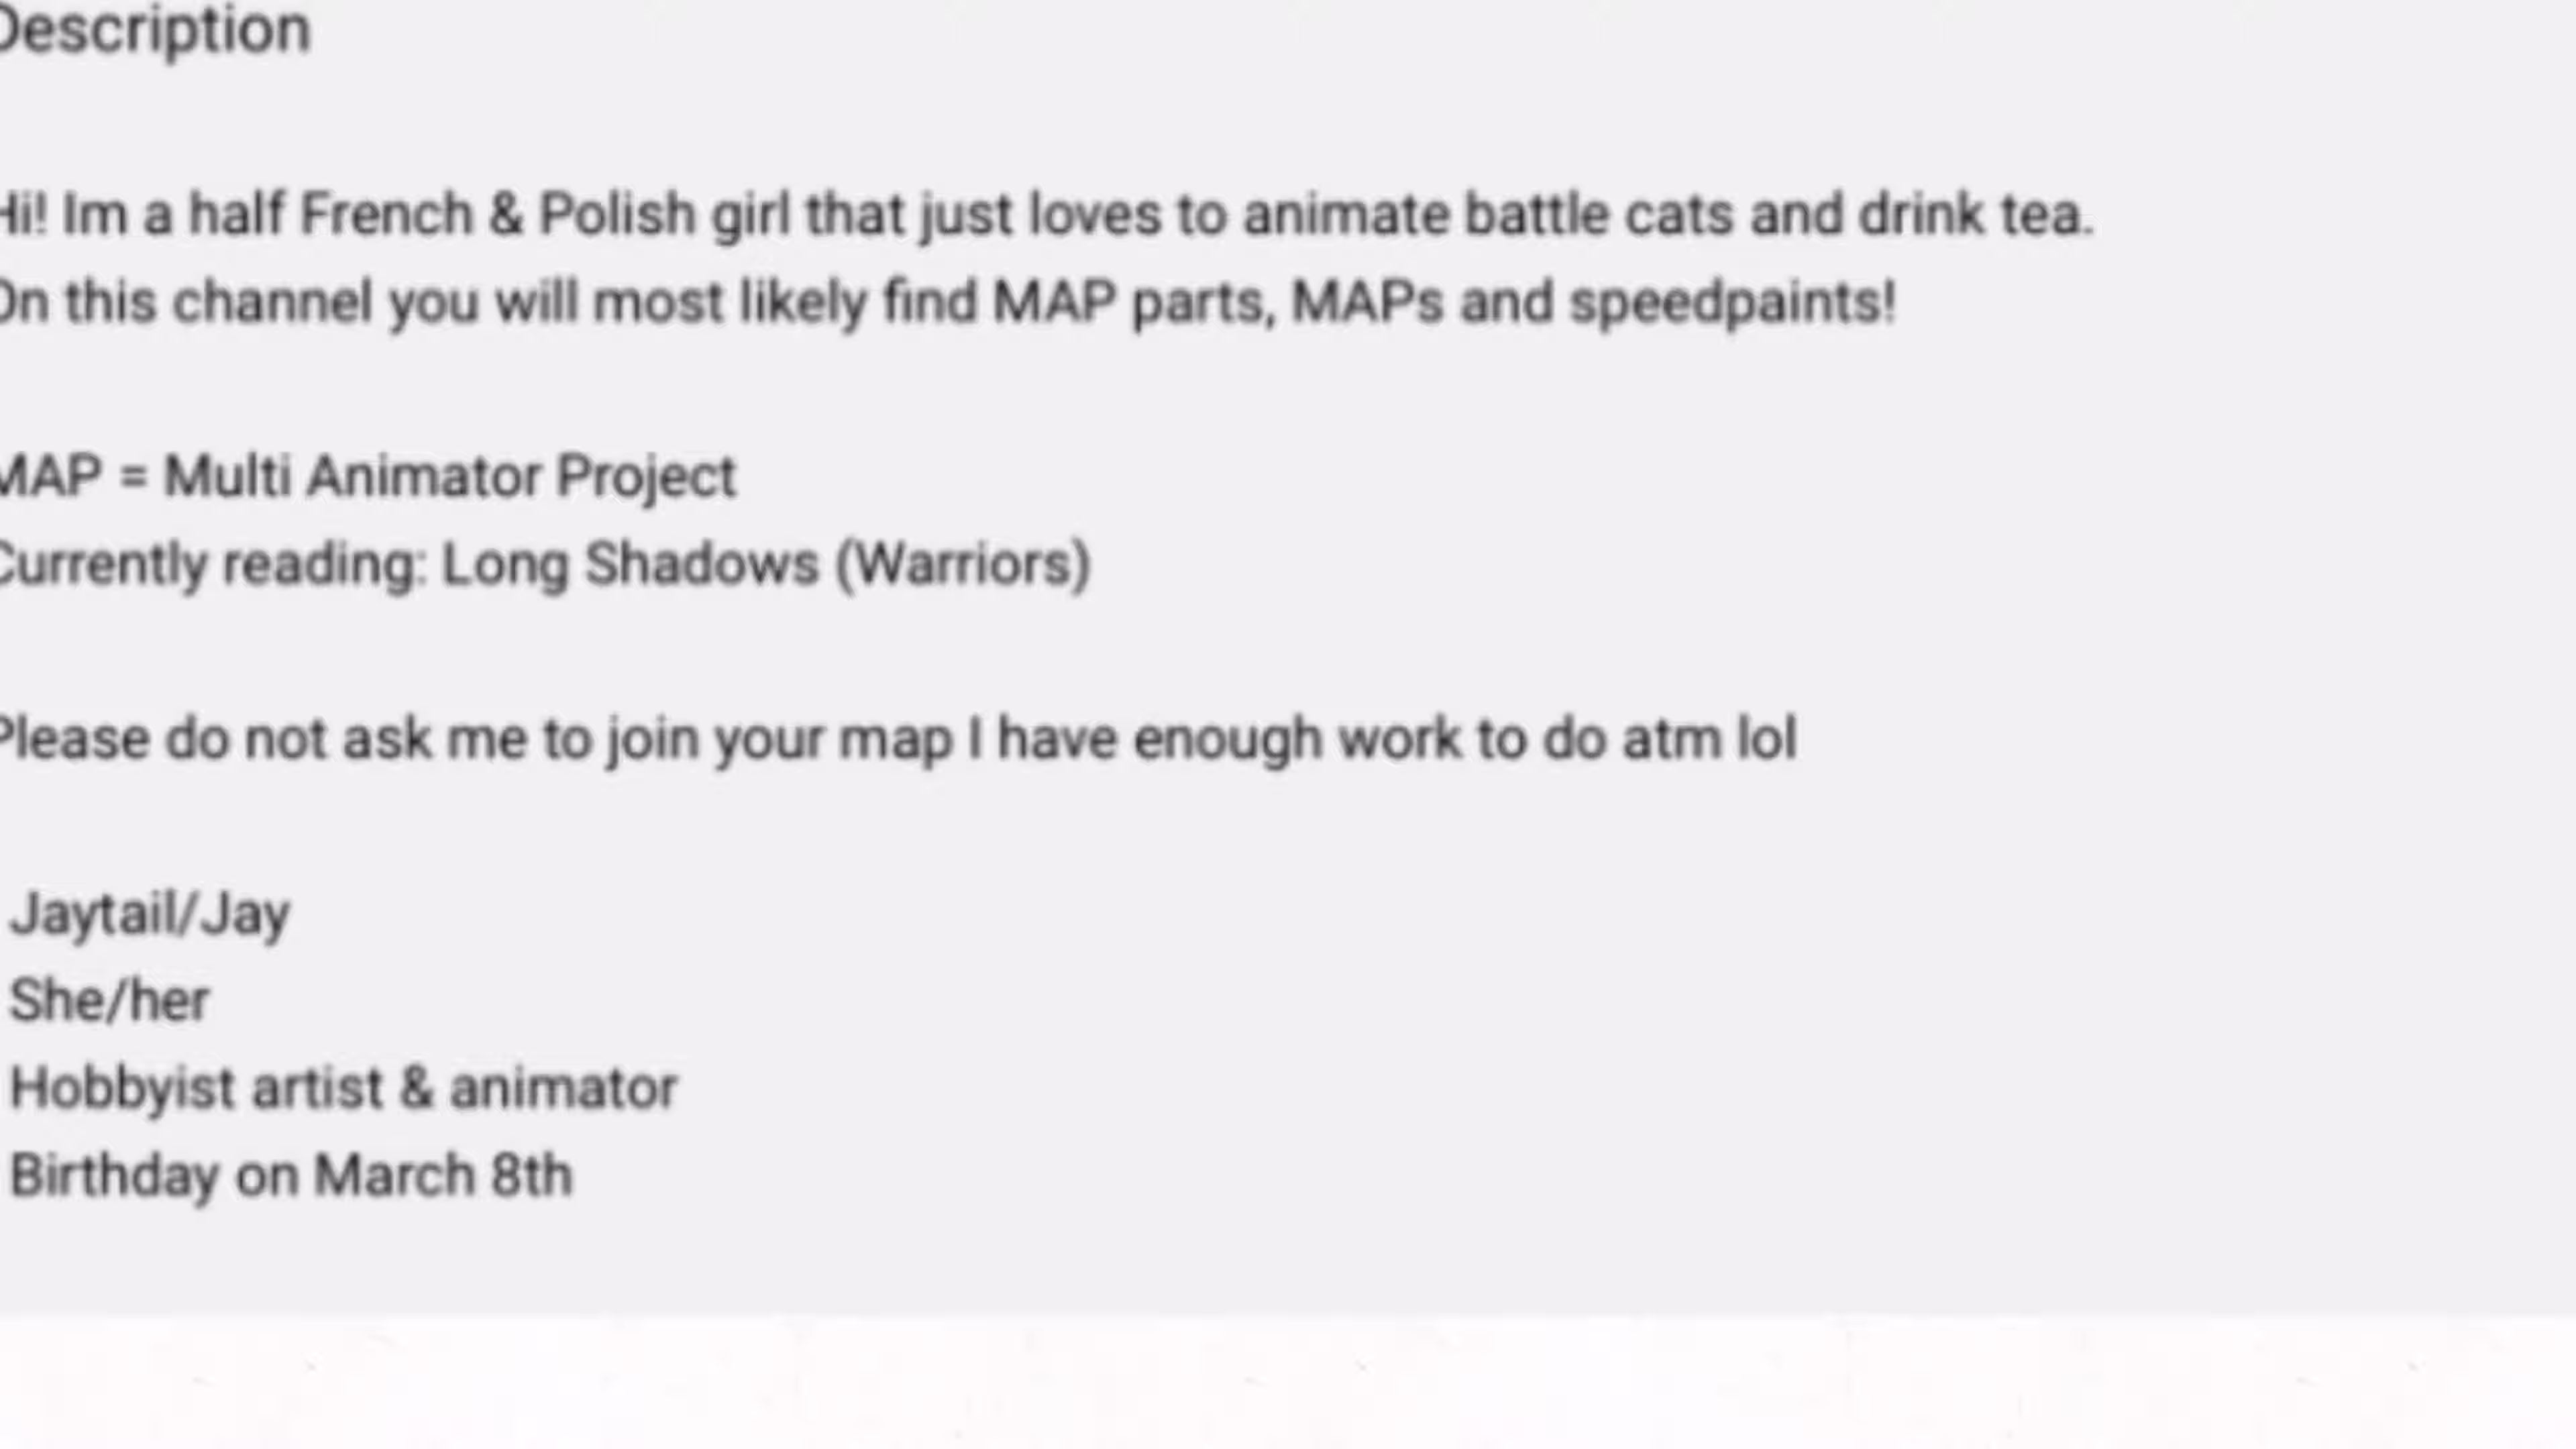 Description
Hi! Im a half French & Polish girl that just loves to animate battle cats and drink tea.
On this channel you will most likely find MAP parts, MAPs and speedpaints!
MAP = Multi Animator Project
Currently reading: Long Shadows (Warriors)
Please do not ask me to join your map I have enough work to do atm lol
Jaytail/Jay
She/her
Hobbyist artist & animator
Birthday on March 8th